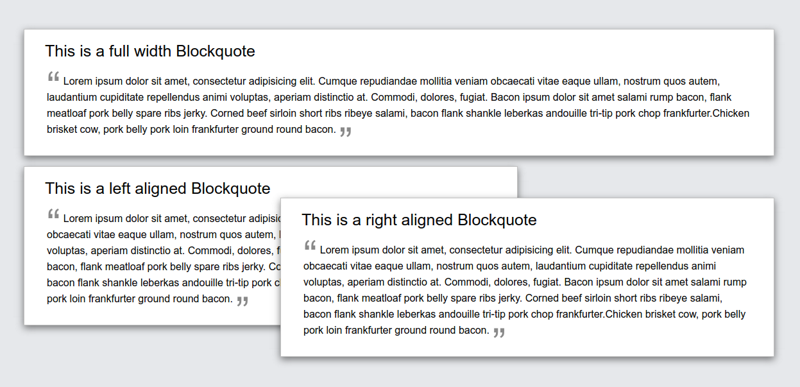 This is a full width Blockquote
“ Lorem ipsum dolor sit amet, consectetur adipisicing elit. Cumque repudiandae mollitia veniam obcaecati vitae eaque ullam, nostrum quos autem,
laudantium cupiditate repellendus animi voluptas, aperiam distinctio at. Commodi, dolores, fugiat. Bacon ipsum dolor sit amet salami rump bacon, flank
meatloaf pork belly spare ribs jerky. Corned beef sirloin short ribs ribeye salami, bacon flank shankle leberkas andouille tri-tip pork chop frankfurter.Chicken
brisket cow, pork belly pork loin frankfurter ground round bacon. ”
This is a left aligned Blockquote
“ Lorem ipsum dolor sit amet, consectetur
obcaecati vitae eaque ullam, nostrum quos autem,
voluptas, aperiam distinctio at. Commodi, dolores,
bacon, flank meatloaf pork belly spare ribs jerky.
bacon flank shankle leberkas andouille tri-tip pork
pork loin frankfurter ground round bacon. ”
This is a right aligned Blockquote
“ Lorem ipsum dolor sit amet, consectetur adipisicing elit. Cumque repudiandae mollitia veniam
obcaecati vitae eaque ullam, nostrum quos autem, laudantium cupiditate repellendus animi
voluptas, aperiam distinctio at. Commodi, dolores, fugiat. Bacon ipsum dolor sit amet salami rump
bacon, flank meatloaf pork belly spare ribs jerky. Corned beef sirloin short ribs ribeye salami,
bacon flank shankle leberkas andouille tri-tip pork chop frankfurter.Chicken brisket cow, pork belly
pork loin frankfurter ground round bacon. ”